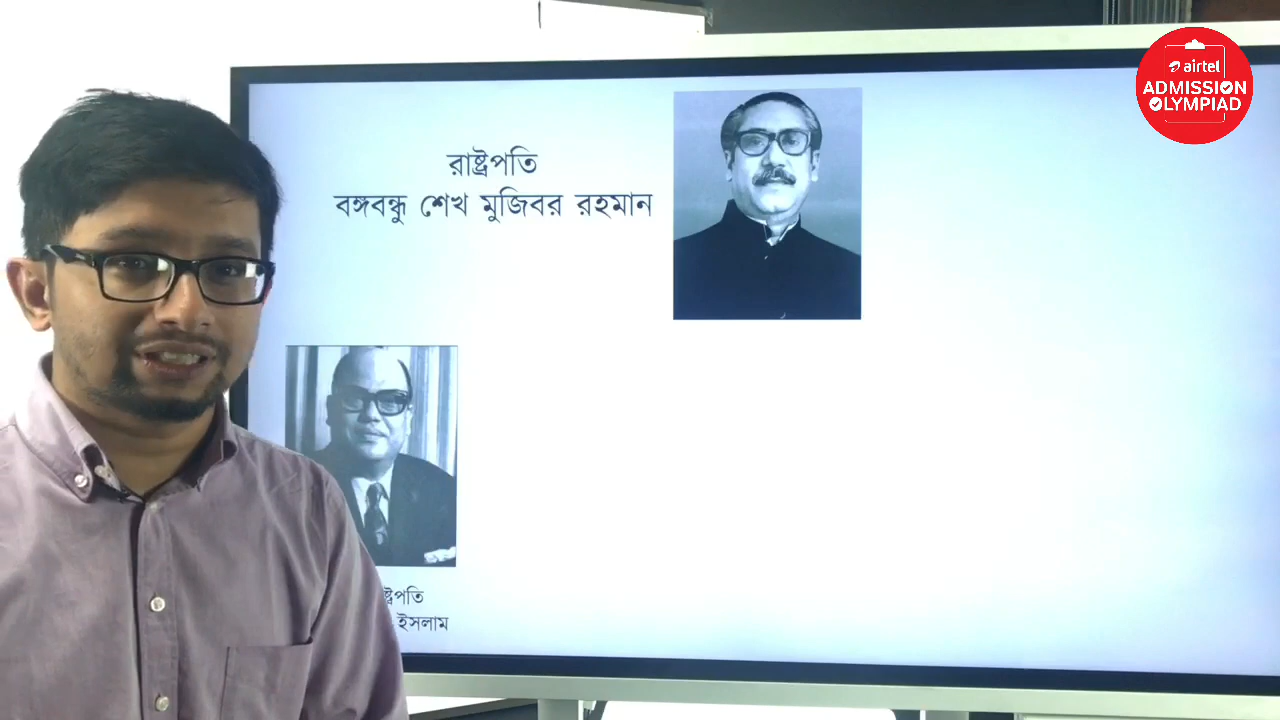 airtel
ADMISSION
OLYMPIAD
রাষ্ট্রপতি
বঙ্গবন্ধু শেখ মুজিবর রহমান
ইসলাম